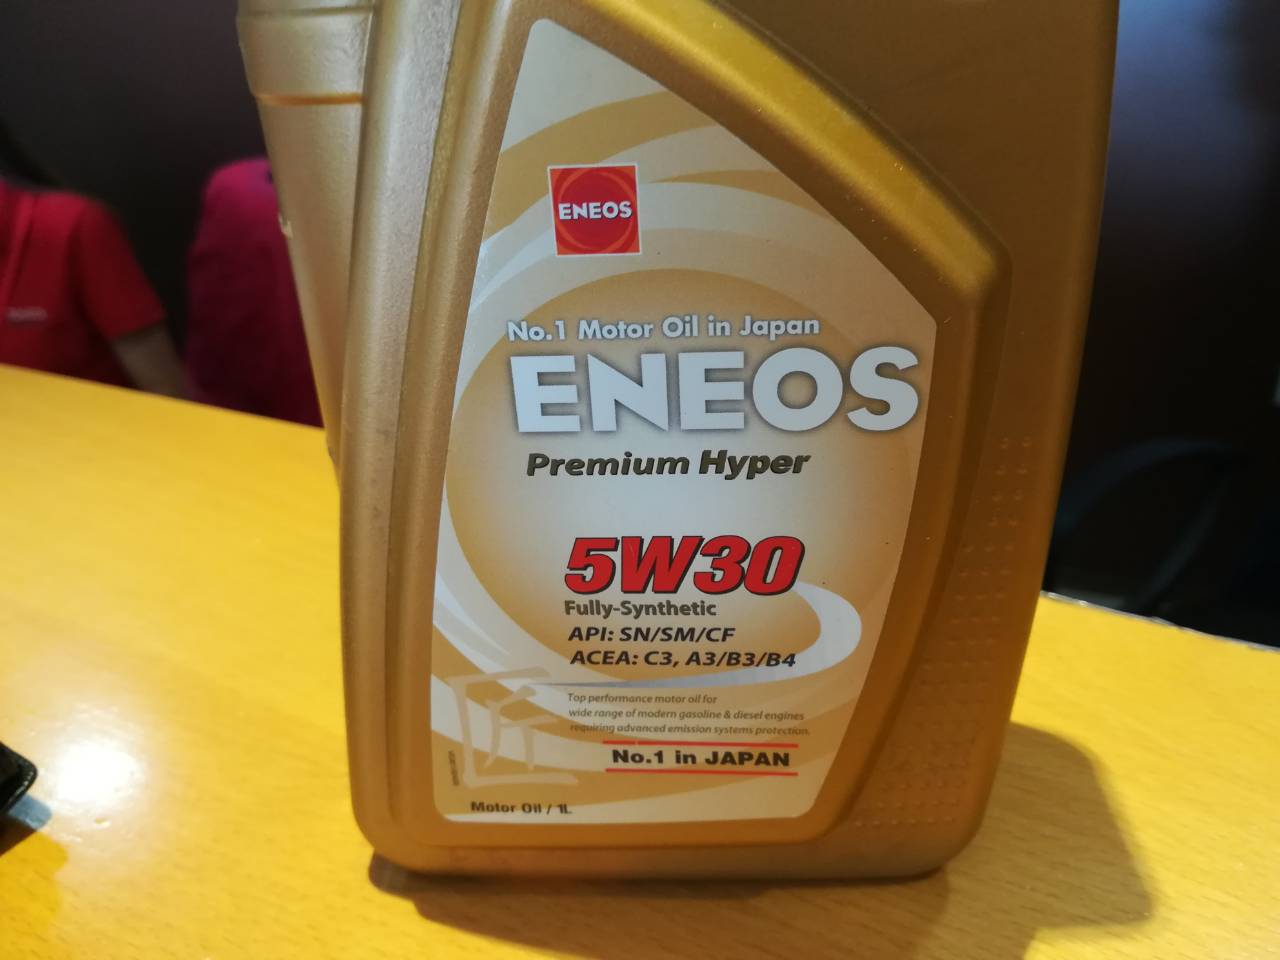 ENEOS
No.1 Motor Oil in Japan
ENEOS
Premium Hyper
5W30
Fully-Synthetic
API: SN/SM/CF
ACEA: C3, A3/B3/B4
Top performance motor oil for
wide range of modern gasoline & diesel engines
requiring advanced emission systems protection.
No.1 in JAPAN
匠
Motor Oil / 1L